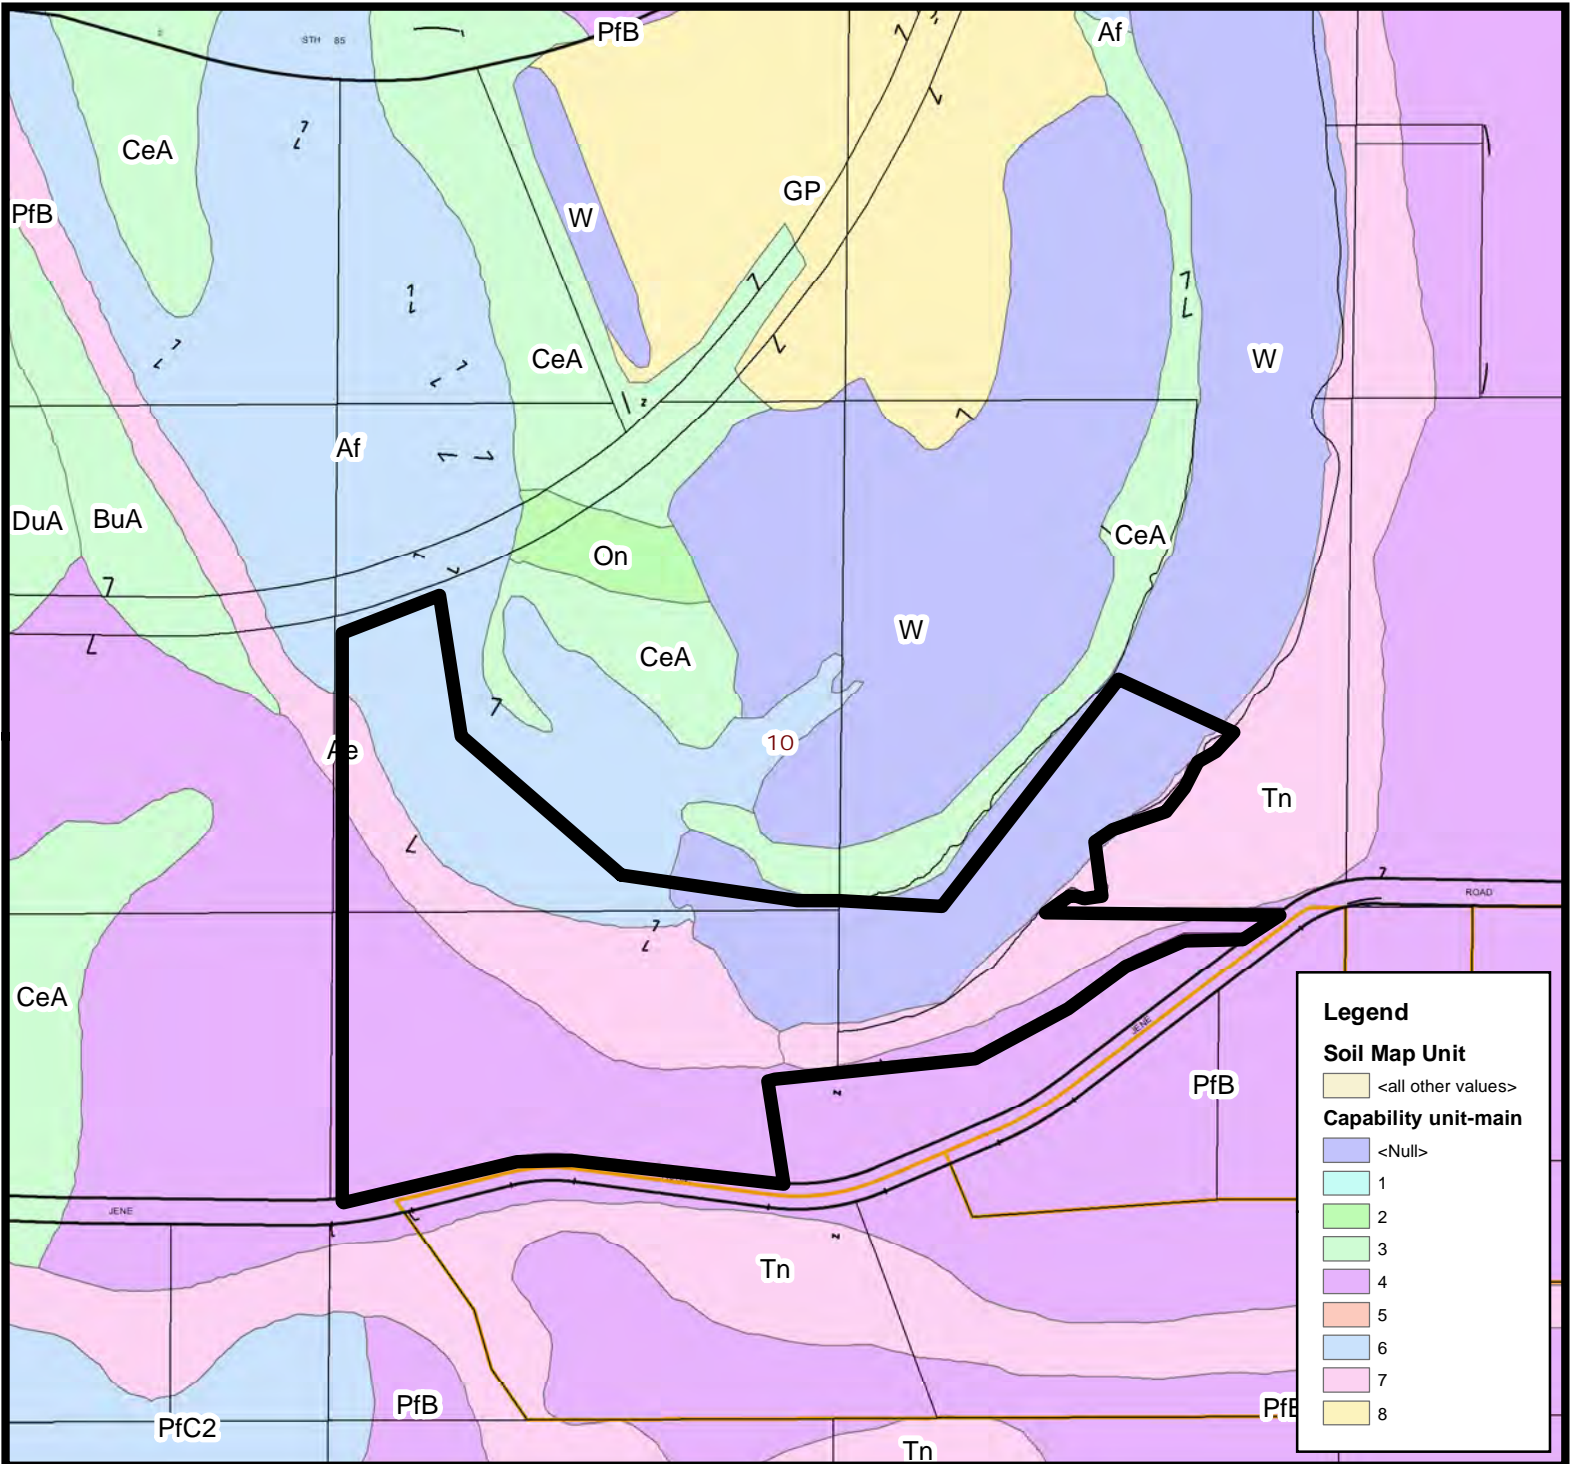 PfB
Af
STH 85
CeA
GP
PfB
W
CeA
W
Af
DuA
BuA
CeA
On
W
CeA
10
Ae
Tn
ROAD
CeA
JENE
PfB
JENE
Tn
PfB
PfC2
PfB
Tn
Legend
Soil Map Unit
<all other values>
Capability unit-main
<Null>
1
2
3
4
5
6
7
8